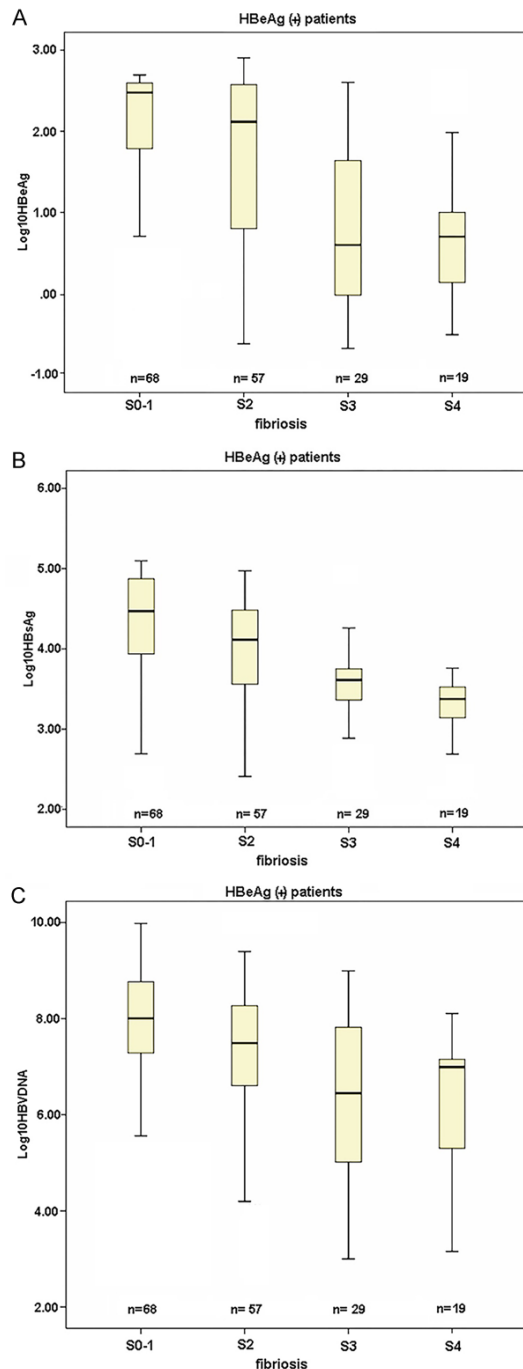 A
HBeAg (+) patients
3.00
2.00
1.00
.00
-1.00
Log10HBeAg
n=68 n= 57 n= 29 n=19
S0-1 S2 S3 S4
fibriosis
B
HBeAg (+) patients
6.00
5.00
4.00
3.00
2.00
Log10HBsAg
n=68 n= 57 n= 29 n=19
S0-1 S2 S3 S4
fibriosis
C
HBeAg (+) patients
10.00
8.00
6.00
4.00
2.00
Log10HBVDNA
n=68 n= 57 n= 29 n=19
S0-1 S2 S3 S4
fibriosis